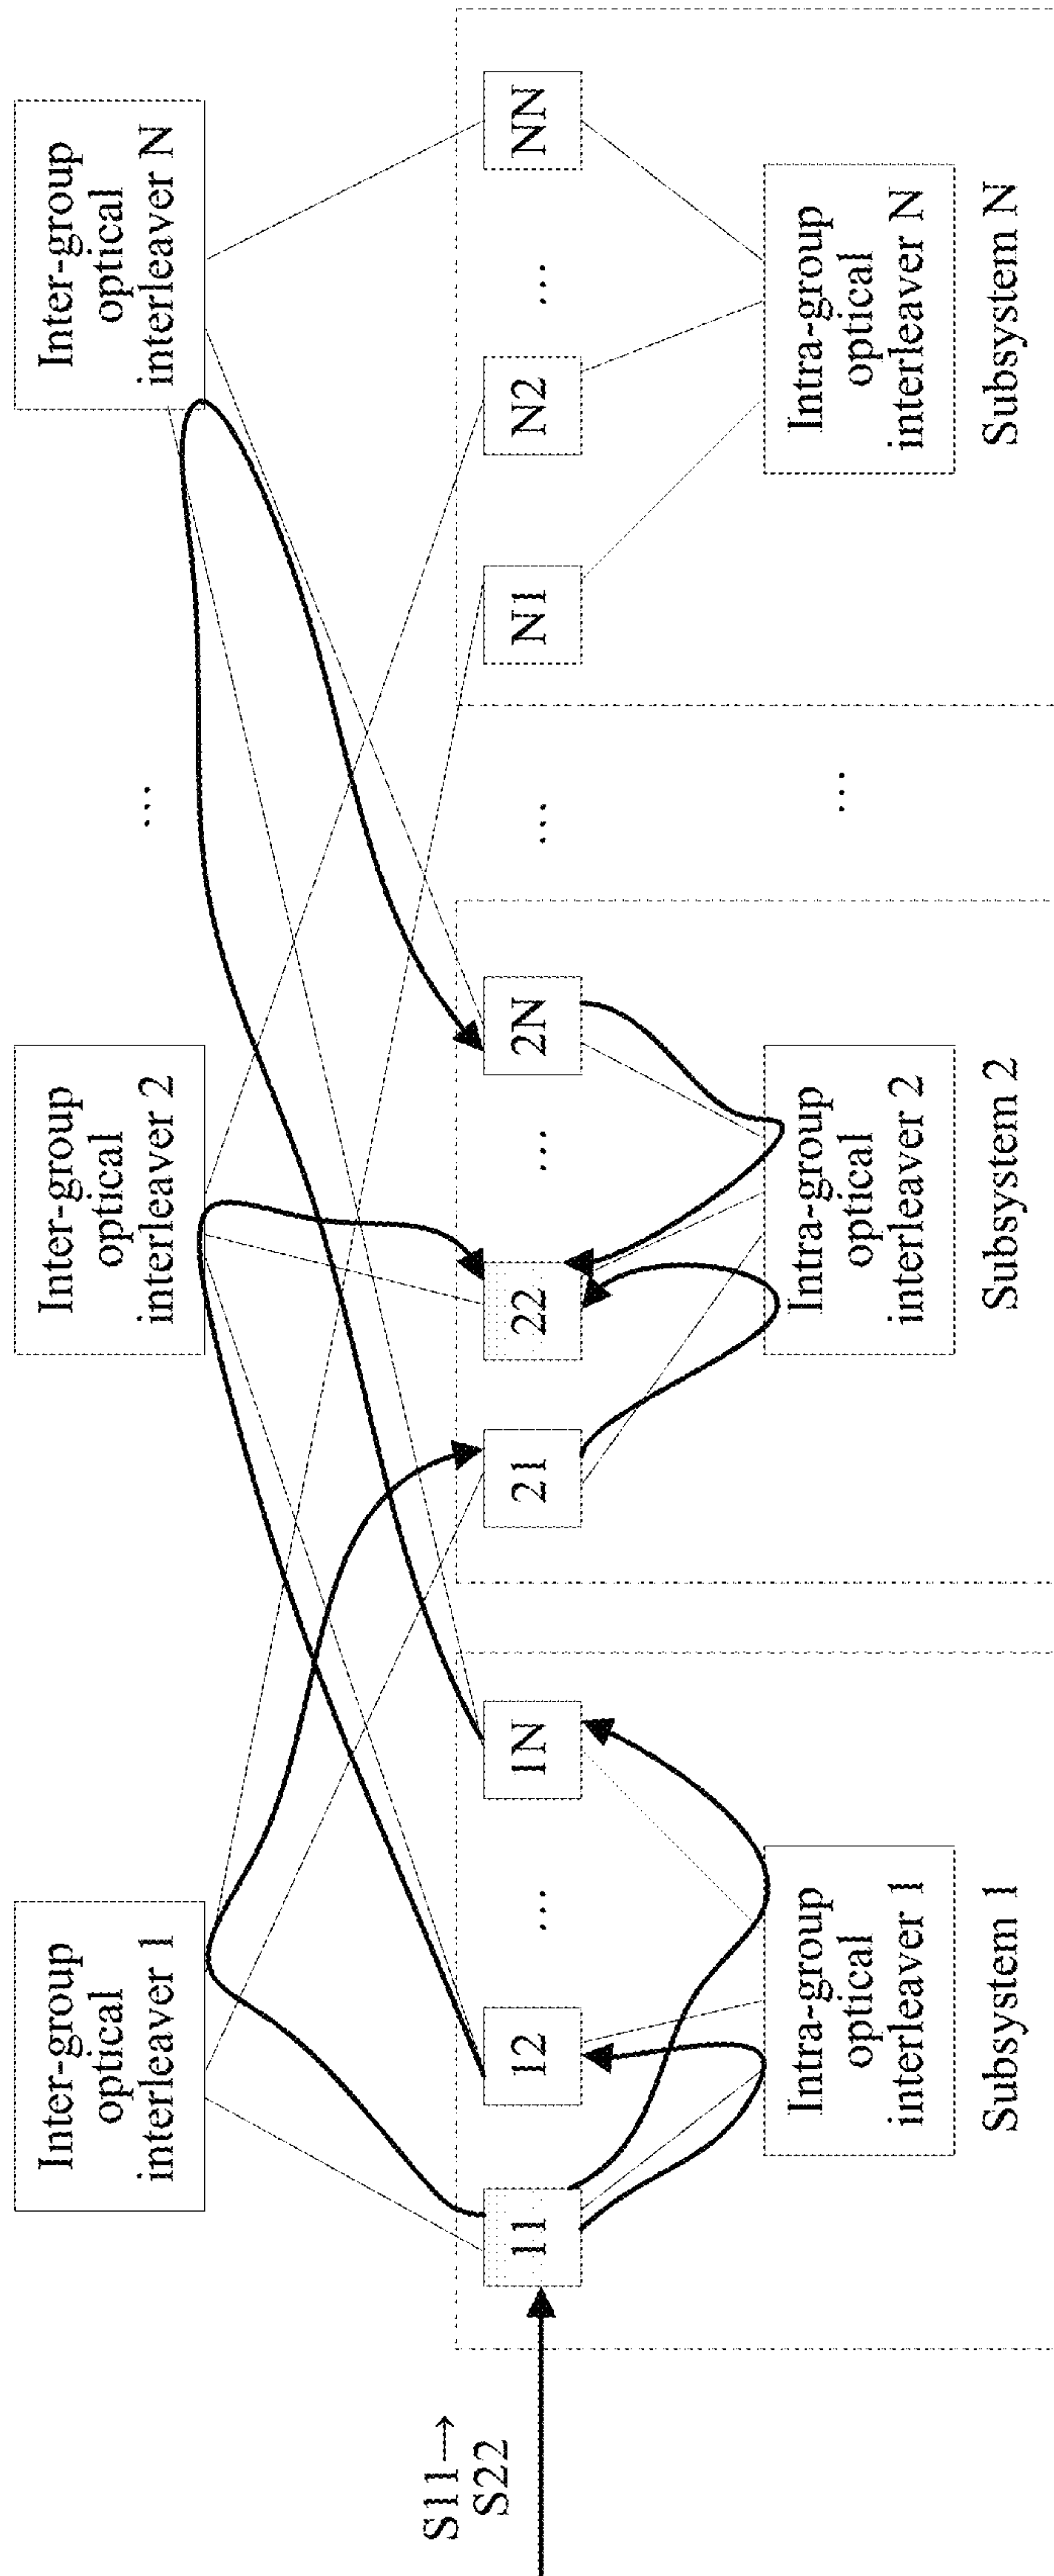 Inter-group
optical
interleaver 1
Inter-group
optical
interleaver 2
...
Inter-group
optical
interleaver N
S11→
S22
11
12
...
1N
21
22
...
2N
...
N1
N2
...
NN
Intra-group
optical
interleaver 1
Intra-group
optical
interleaver 2
...
Intra-group
optical
interleaver N
Subsystem 1
Subsystem 2
Subsystem N